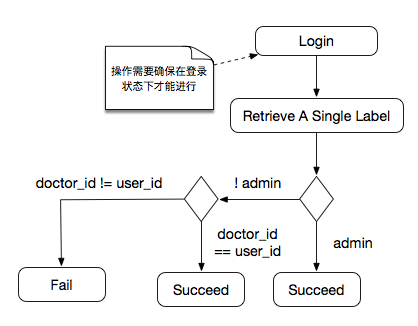 Login
操作需要确保在登录
状态下才能进行
Retrieve A Single Label
doctor_id != user_id
! admin
doctor_id
== user_id
admin
Fail
Succeed
Succeed